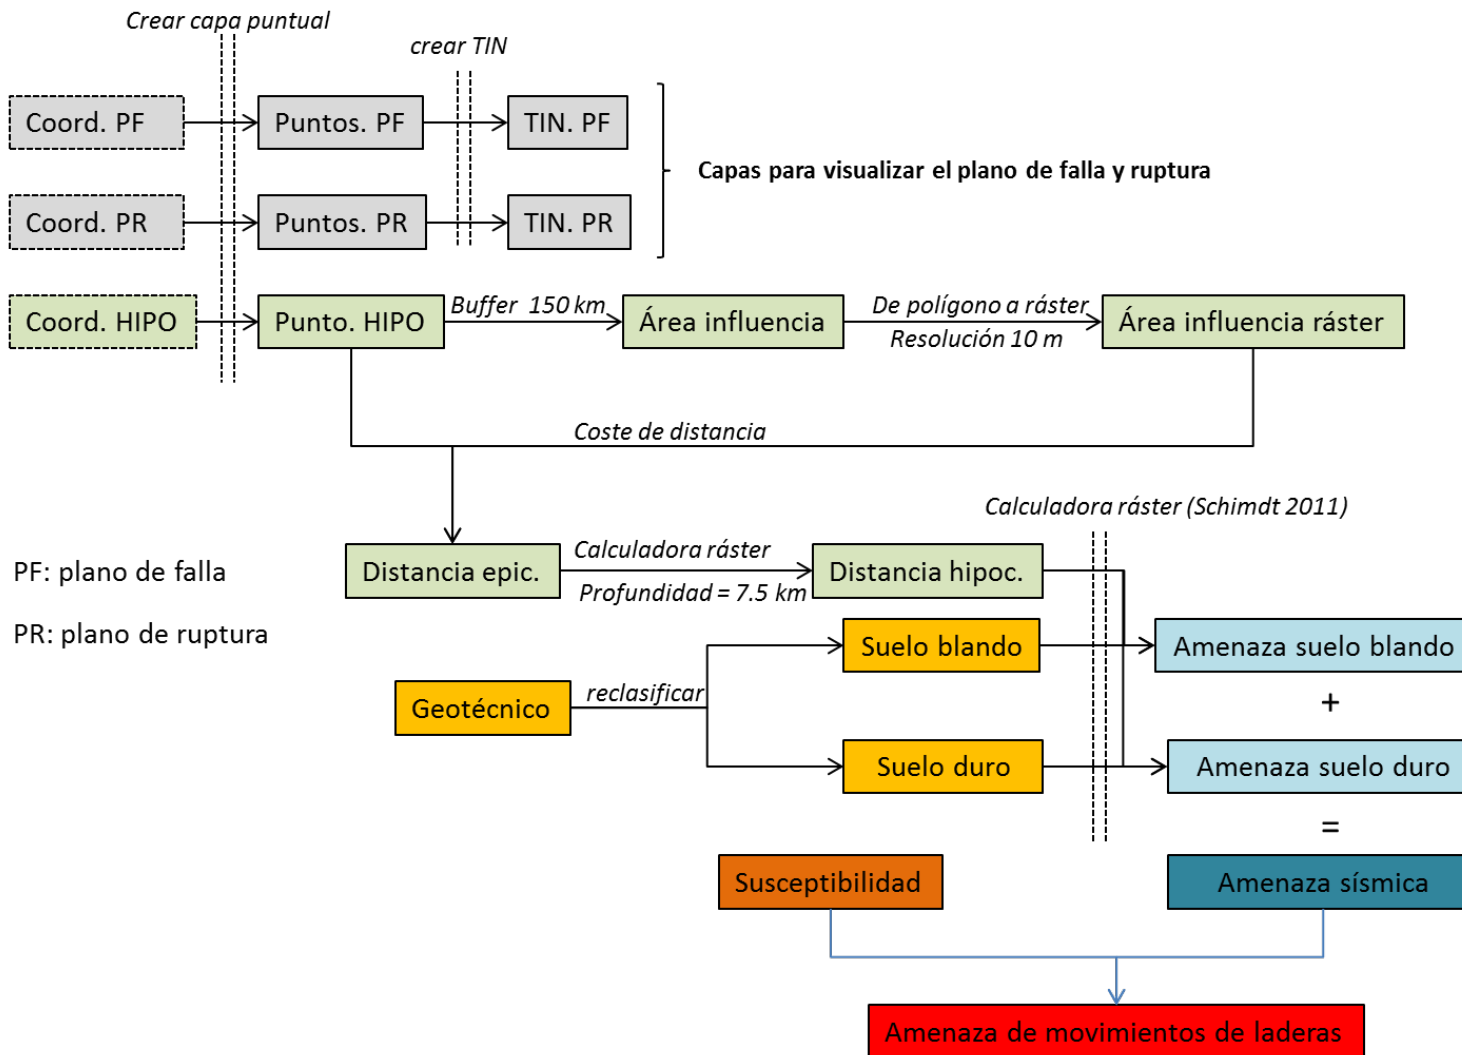 Crear capa puntual
crear TIN
Coord. PF
Puntos. PF
TIN. PF
Capas para visualizar el plano de falla y ruptura
Coord. PR
Puntos. PR
TIN. PR
Coord. HIPO
Punto. HIPO
Buffer 150 km
Área influencia
De polígono a ráster
Resolución 10 m
Área influencia ráster
Coste de distancia
Calculadora ráster (Schimdt 2011)
PF: plano de falla
Distancia epic.
Calculadora ráster
Profundidad = 7.5 km
Distancia hipoc.
PR: plano de ruptura
Suelo blando
Amenaza suelo blando
Geotécnico
reclasificar
+
Suelo duro
Amenaza suelo duro
=
Susceptibilidad
Amenaza sísmica
Amenaza de movimientos de laderas